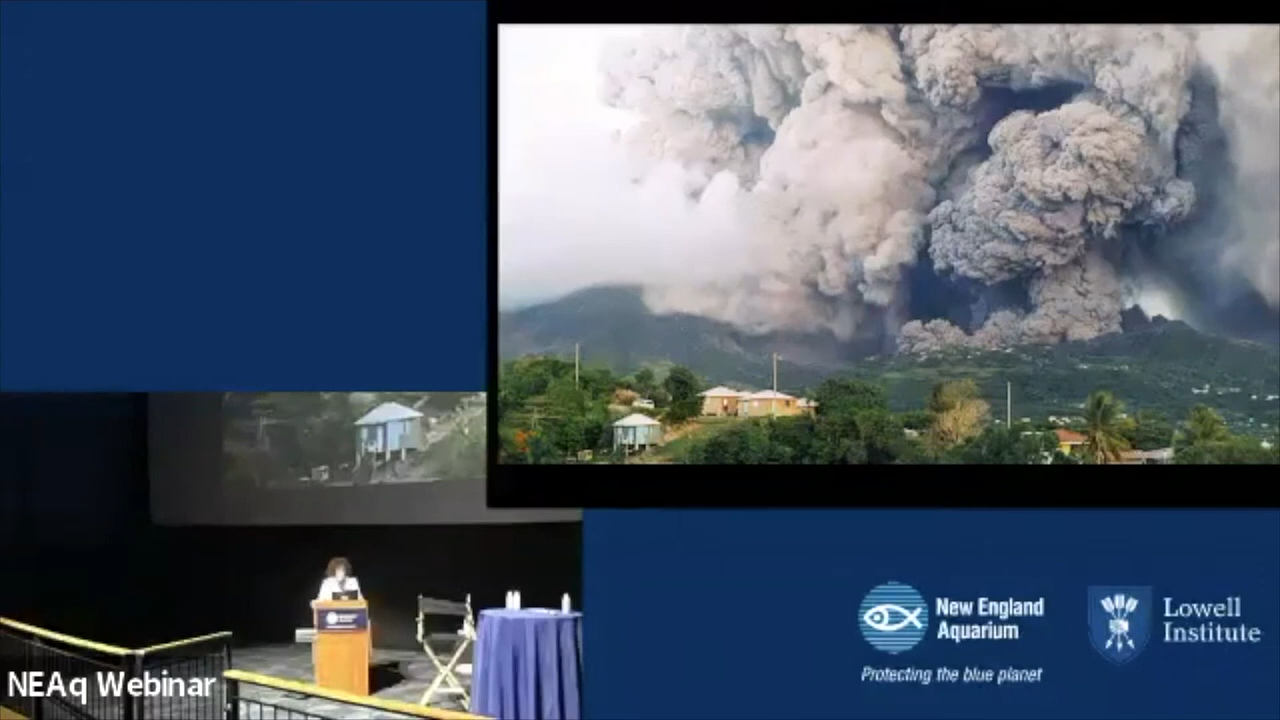 NEAq Webinar
New England
Aquarium
Protecting the blue planet
Lowell
Institute